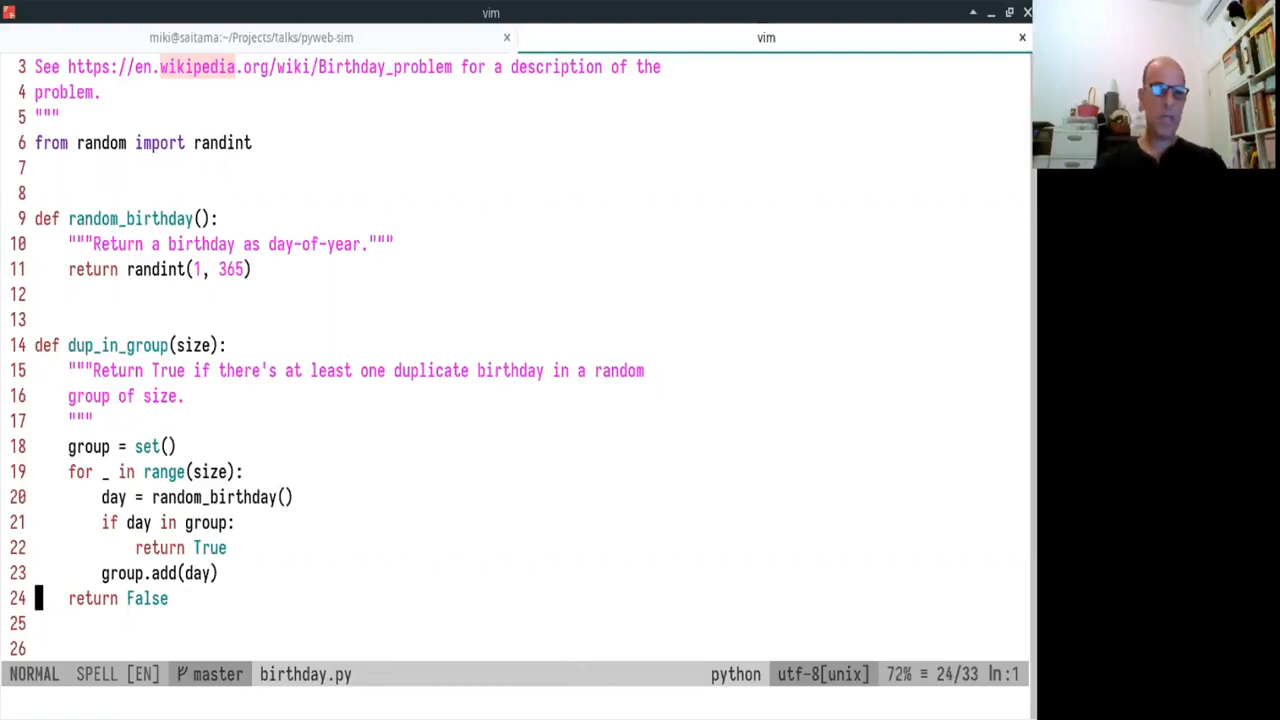 vim
miki@saitama:~/Projects/talks/pyweb-sim × vim ×
3 See https://en.wikipedia.org/wiki/Birthday_problem for a description of the
4 problem.
5 """
6 from random import randint
7
8
9 def random_birthday():
10 """Return a birthday as day-of-year."""
11 return randint(1, 365)
12
13
14 def dup_in_group(size):
15 """Return True if there's at least one duplicate birthday in a random
16 group of size.
17 """
18 group = set()
19 for _ in range(size):
20 day = random_birthday()
21 if day in group:
22 return True
23 group.add(day)
24 return False
25
26
NORMAL SPELL [EN] master birthday.py python utf-8[unix] 72% ≡ 24/33 ln:1